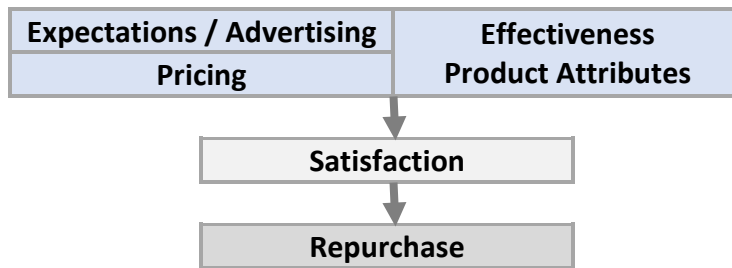 Expectations / Advertising
Pricing
Effectiveness
Product Attributes
Satisfaction
Repurchase